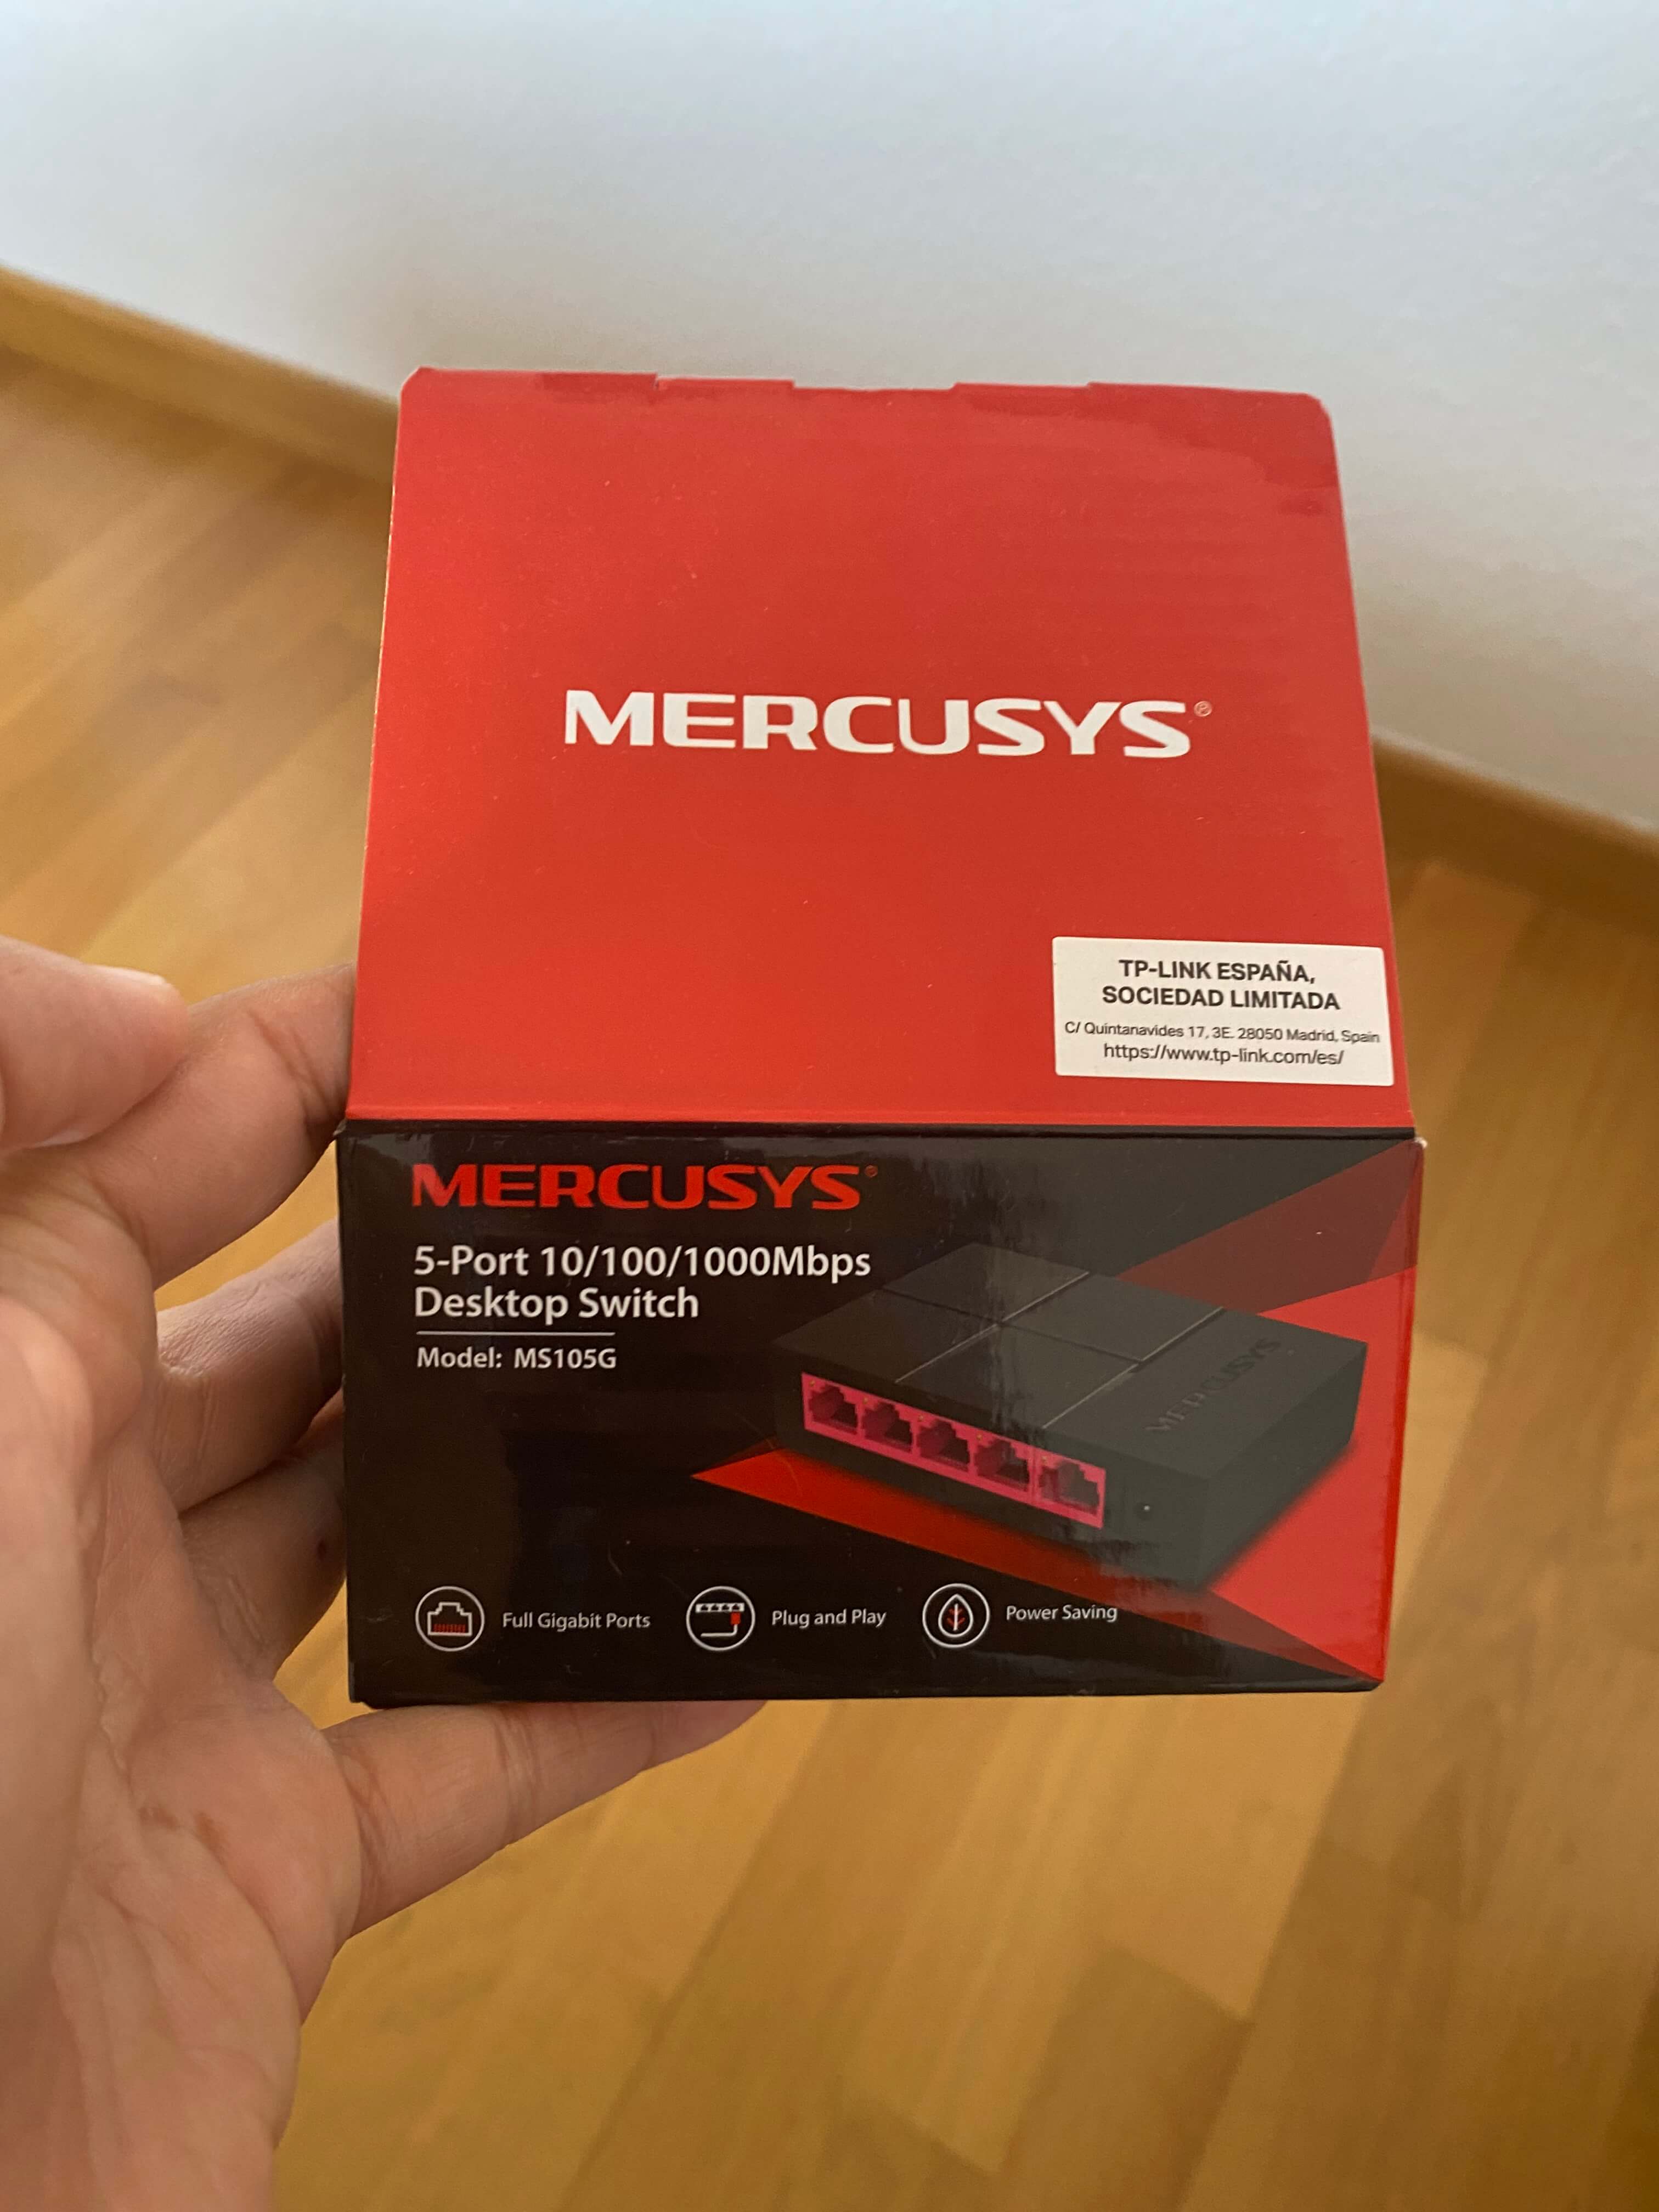 MERCUSYS®
TP-LINK ESPAÑA,
SOCIEDAD LIMITADA
C/ Quintanavides 17, 3E. 28050 Madrid, Spain
https://www.tp-link.com/es/
MERCUSYS®
5-Port 10/100/1000Mbps
Desktop Switch
Model: MS105G
MERCUSYS
Full Gigabit Ports
Plug and Play
Power Saving